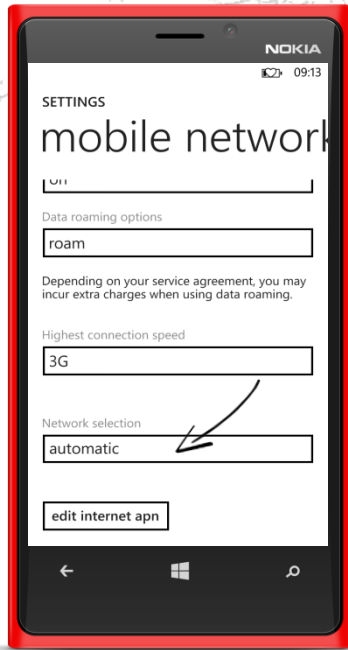 NOKIA
09:13
SETTINGS
mobile network
Data roaming options
roam
Depending on your service agreement, you may
incur extra charges when using data roaming.
Highest connection speed
3G
Network selection
automatic
edit internet apn